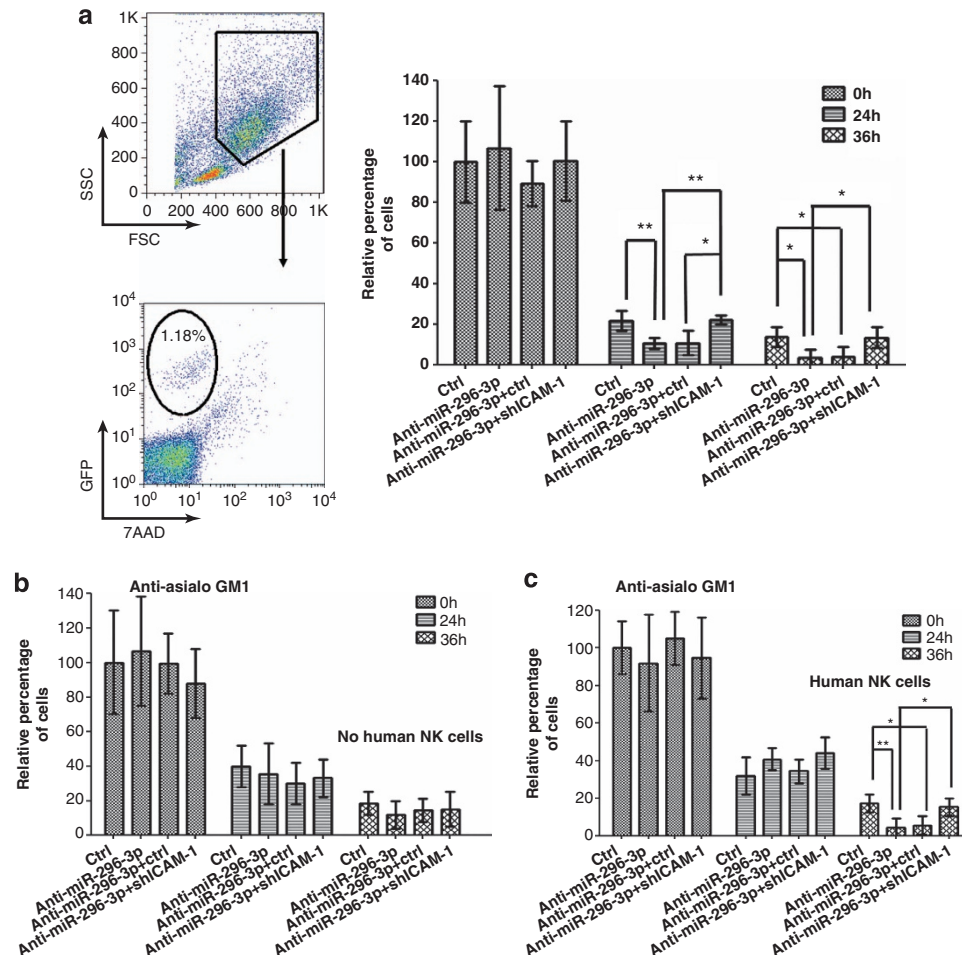 a
1K
800
600
400
200
0
SSC
0 200 400 600 800 1K
FSC
10^4
10^3
10^2
10^1
10^0
1.18%
GFP
10^0 10^1 10^2 10^3 10^4
7AAD
Relative percentage
of cells
140
120
100
80
60
40
20
0
0h
24h
36h
**
**
*
*
*
*
Ctrl
Anti-miR-296-3p
Anti-miR-296-3p+ctrl
Anti-miR-296-3p+shICAM-1
Ctrl
Anti-miR-296-3p
Anti-miR-296-3p+ctrl
Anti-miR-296-3p+shICAM-1
Ctrl
Anti-miR-296-3p
Anti-miR-296-3p+ctrl
Anti-miR-296-3p+shICAM-1
b
Anti-asialo GM1
Relative percentage
of cells
140
120
100
80
60
40
20
0
0h
24h
36h
No human NK cells
Ctrl
Anti-miR-296-3p
Anti-miR-296-3p+ctrl
Anti-miR-296-3p+shICAM-1
Ctrl
Anti-miR-296-3p
Anti-miR-296-3p+ctrl
Anti-miR-296-3p+shICAM-1
Ctrl
Anti-miR-296-3p
Anti-miR-296-3p+ctrl
Anti-miR-296-3p+shICAM-1
c
Anti-asialo GM1
Relative percentage
of cells
120
100
80
60
40
20
0
0h
24h
36h
Human NK cells
*
*
**
Ctrl
Anti-miR-296-3p
Anti-miR-296-3p+ctrl
Anti-miR-296-3p+shICAM-1
Ctrl
Anti-miR-296-3p
Anti-miR-296-3p+ctrl
Anti-miR-296-3p+shICAM-1
Ctrl
Anti-miR-296-3p
Anti-miR-296-3p+ctrl
Anti-miR-296-3p+shICAM-1